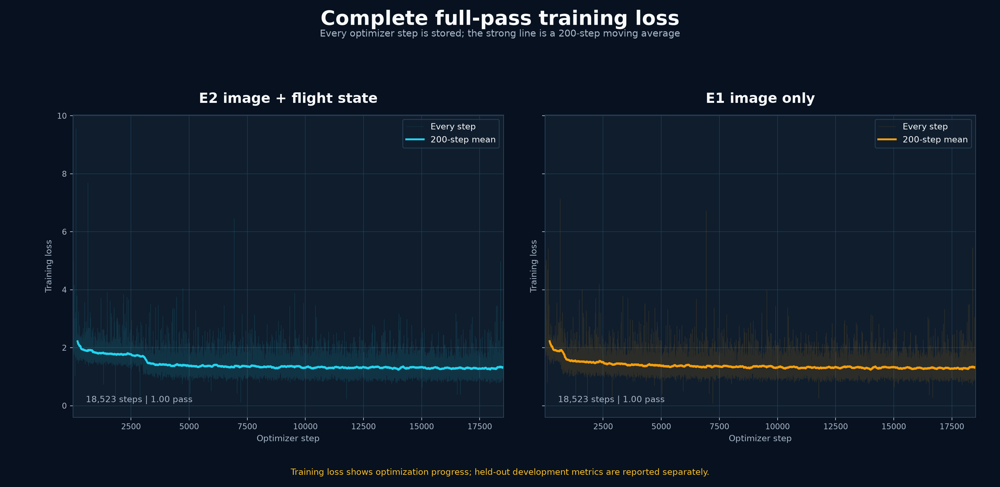 Complete full-pass training loss
Every optimizer step is stored; the strong line is a 200-step moving average
E2 image + flight state
Every step
200-step mean
10
8
6
4
2
0
Training loss
18,523 steps | 1.00 pass
2500
5000
7500
10000
12500
15000
17500
Optimizer step
E1 image only
Every step
200-step mean
Training loss
18,523 steps | 1.00 pass
2500
5000
7500
10000
12500
15000
17500
Optimizer step
Training loss shows optimization progress; held-out development metrics are reported separately.